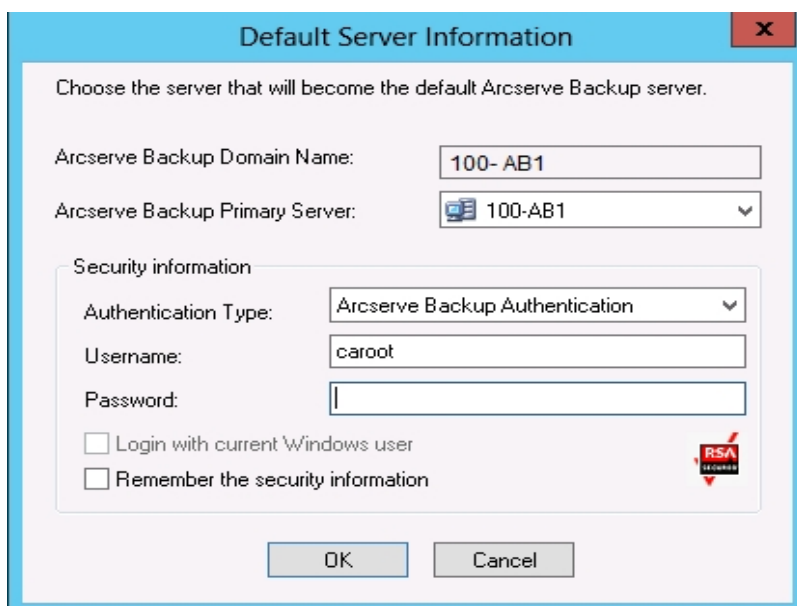 Default Server Information
x
Choose the server that will become the default Arcserve Backup server.
Arcserve Backup Domain Name:
100- AB1
Arcserve Backup Primary Server:
100-AB1
Security information
Authentication Type:
Arcserve Backup Authentication
Username:
caroot
Password:
Login with current Windows user
RSA
SECURED
Remember the security information
OK
Cancel